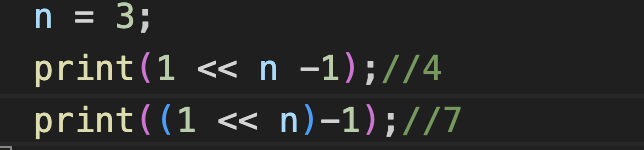 n = 3;
print(1 << n -1);//4
print((1 << n)-1);//7